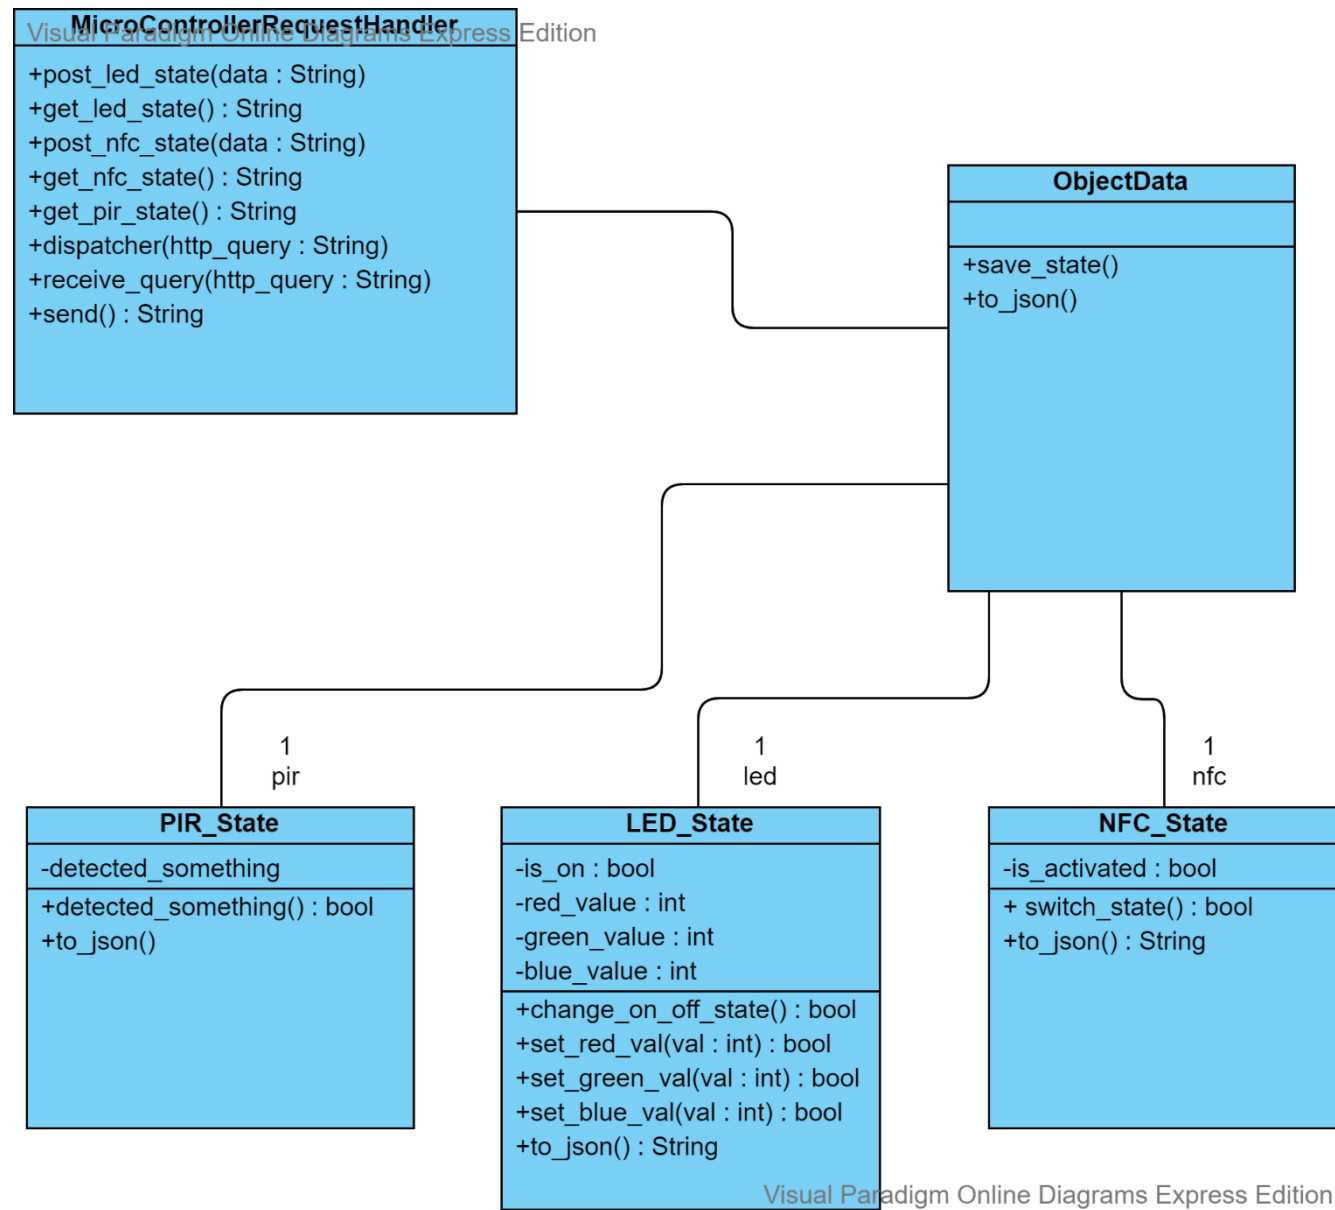 MicroControllerRequestHandler
Visual Paradigm Online Diagrams Express Edition
+post_led_state(data : String)
+get_led_state() : String
+post_nfc_state(data : String)
+get_nfc_state() : String
+get_pir_state() : String
+dispatcher(http_query : String)
+receive_query(http_query : String)
+send() : String
ObjectData
+save_state()
+to_json()
1
pir
1
led
1
nfc
PIR_State
-detected_something
+detected_something() : bool
+to_json()
LED_State
-is_on : bool
-red_value : int
-green_value : int
-blue_value : int
+change_on_off_state() : bool
+set_red_val(val : int) : bool
+set_green_val(val : int) : bool
+set_blue_val(val : int) : bool
+to_json() : String
NFC_State
-is_activated : bool
+ switch_state() : bool
+to_json() : String
Visual Paradigm Online Diagrams Express Edition